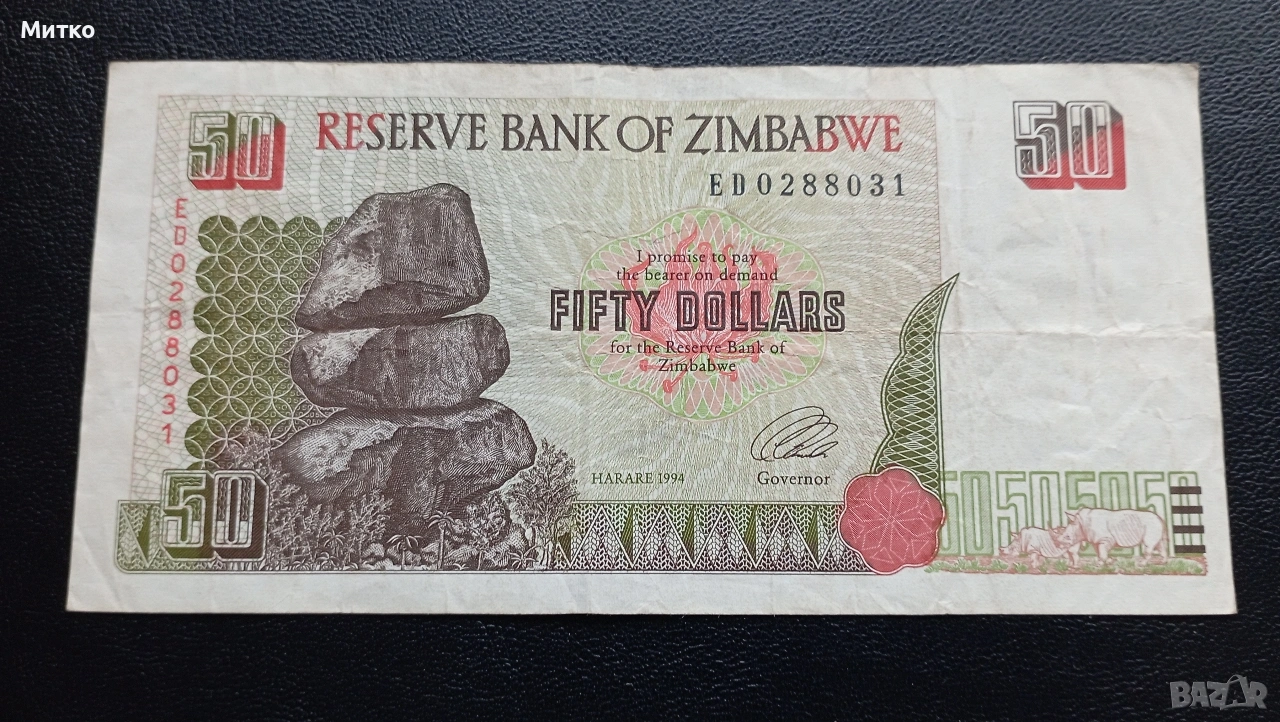 Митко
50 RESERVE BANK OF ZIMBABWE 50
ED0288031
ED0288031
I promise to pay
the bearer on demand
FIFTY DOLLARS
for the Reserve Bank of
Zimbabwe
HARARE 1994 Governor
50
50505050
BAZAR